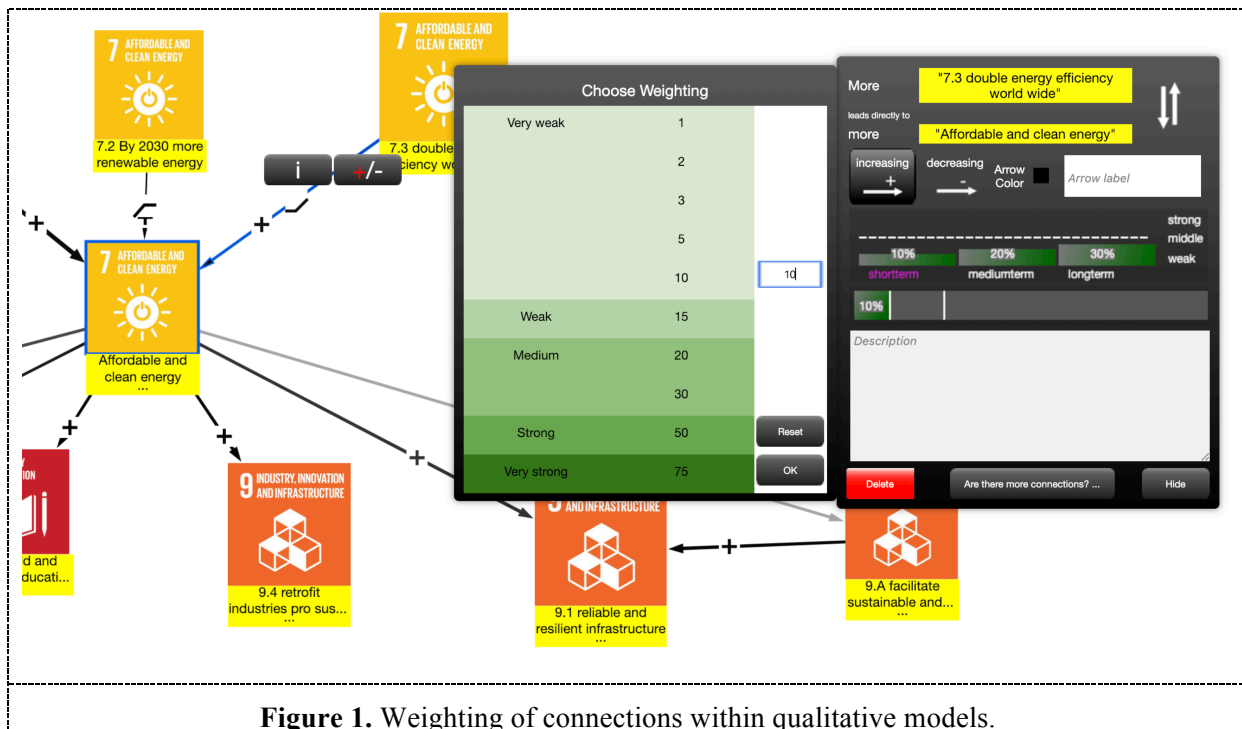 7 AFFORDABLE AND
CLEAN ENERGY
7.2 By 2030 more
renewable energy
7 AFFORDABLE AND
CLEAN ENERGY
7.3 double
ciency wo
i
+/-
+
+
7 AFFORDABLE AND
CLEAN ENERGY
Affordable and
clean energy
...
+
+
+
+
ION
d and
ducati...
9 INDUSTRY, INNOVATION
AND INFRASTRUCTURE
9.4 retrofit
industries pro sus...
...
AND INFRASTRUCTURE
9.1 reliable and
resilient infrastructure
...
9.A facilitate
sustainable and...
...
Choose Weighting
Very weak 1
2
3
5
10 10
Weak 15
Medium 20
30
Strong 50 Reset
Very strong 75 OK
More "7.3 double energy efficiency
world wide"
leads directly to
more "Affordable and clean energy"
increasing
+
decreasing
-
Arrow
Color
Arrow label
strong
middle
weak
10% 20% 30%
shortterm mediumterm longterm
10%
Description
Delete Are there more connections? ... Hide
Figure 1. Weighting of connections within qualitative models.